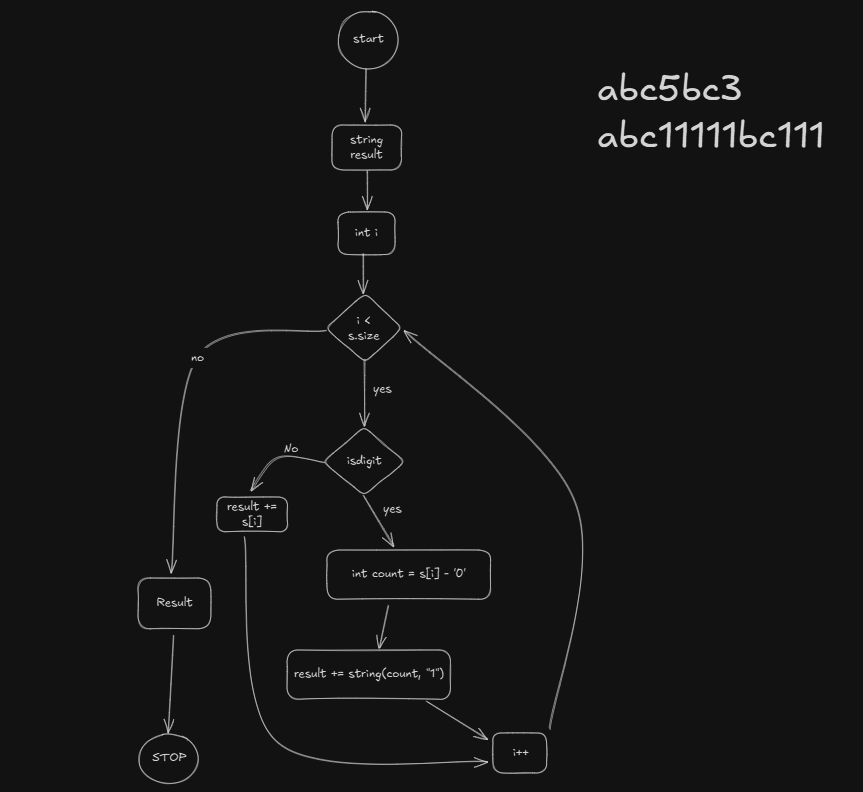 start
abc5bc3
abc11111bc111
string
result
int i
i <
s.size
no
yes
isdigit
No
yes
result +=
s[i]
int count = s[i] - '0'
Result
result += string(count, "1")
STOP
i++